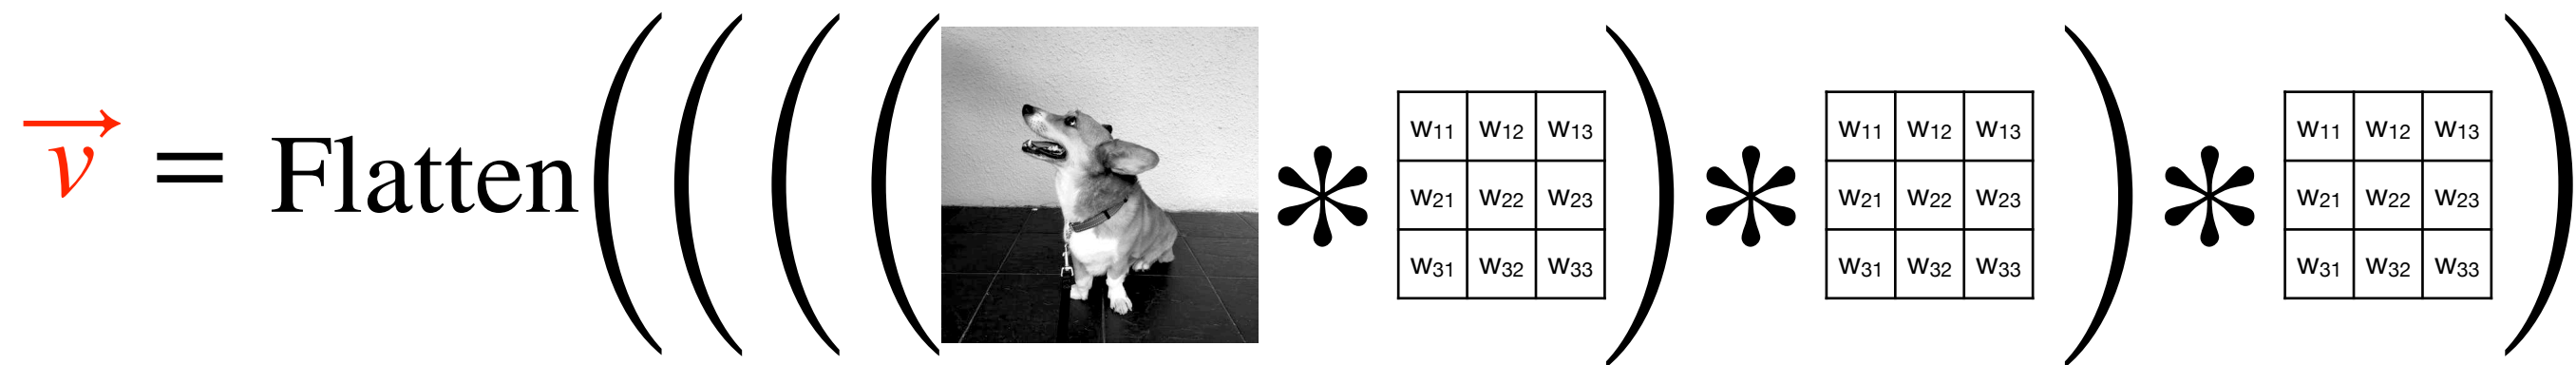 v = Flatten((((∗ w11 w12 w13) ∗ w11 w12 w13) ∗ w11 w12 w13)
w21 w22 w23 w21 w22 w23 w21 w22 w23
w31 w32 w33 w31 w32 w33 w31 w32 w33